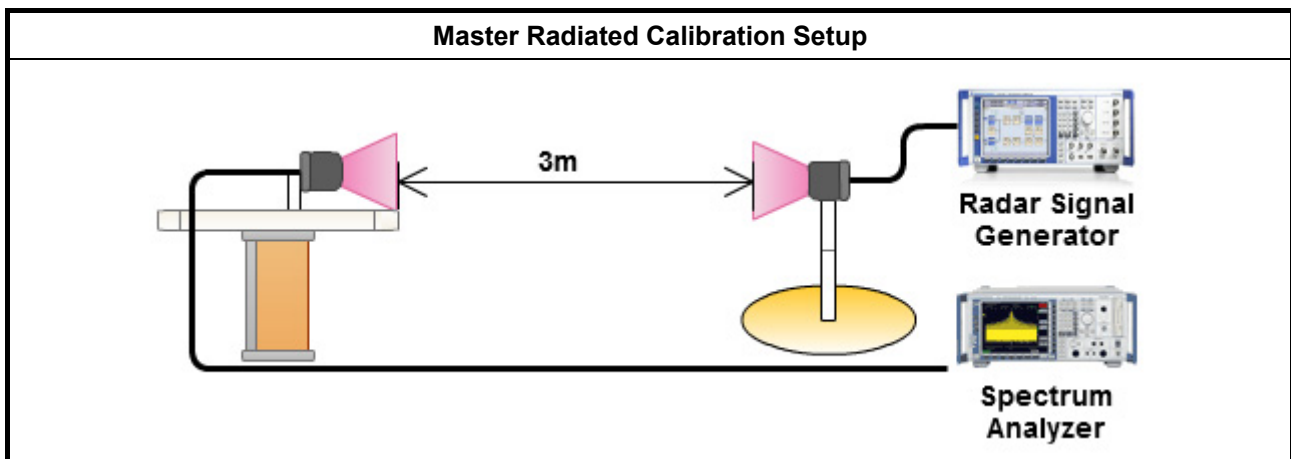 Master Radiated Calibration Setup
3m
Radar Signal
Generator
Spectrum
Analyzer